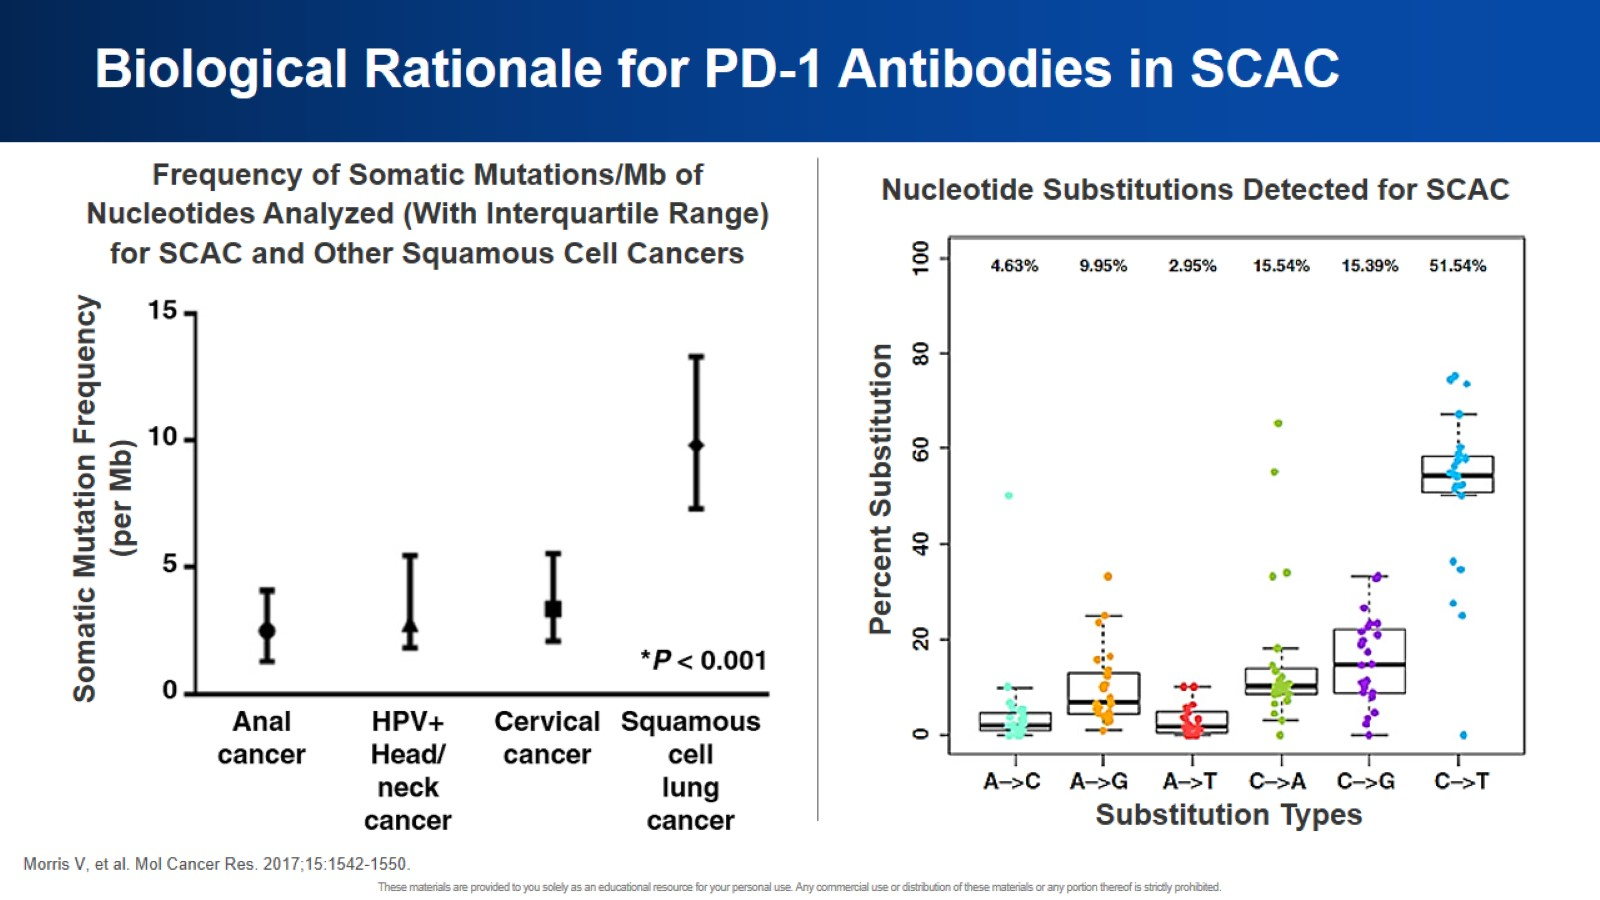 Biological Rationale for PD-1 Antibodies in SCAC
Frequency of Somatic Mutations/Mb of
Nucleotides Analyzed (With Interquartile Range)
for SCAC and Other Squamous Cell Cancers
Somatic Mutation Frequency
(per Mb)
15
10
5
0
*P < 0.001
Anal
cancer
HPV+
Head/
neck
cancer
Cervical
cancer
Squamous
cell
lung
cancer
Nucleotide Substitutions Detected for SCAC
Percent Substitution
100
80
60
40
20
0
4.63% 9.95% 2.95% 15.54% 15.39% 51.54%
A->C A->G A->T C->A C->G C->T
Substitution Types
Morris V, et al. Mol Cancer Res. 2017;15:1542-1550.
These materials are provided to you solely as an educational resource for your personal use. Any commercial use or distribution of these materials or any portion thereof is strictly prohibited.